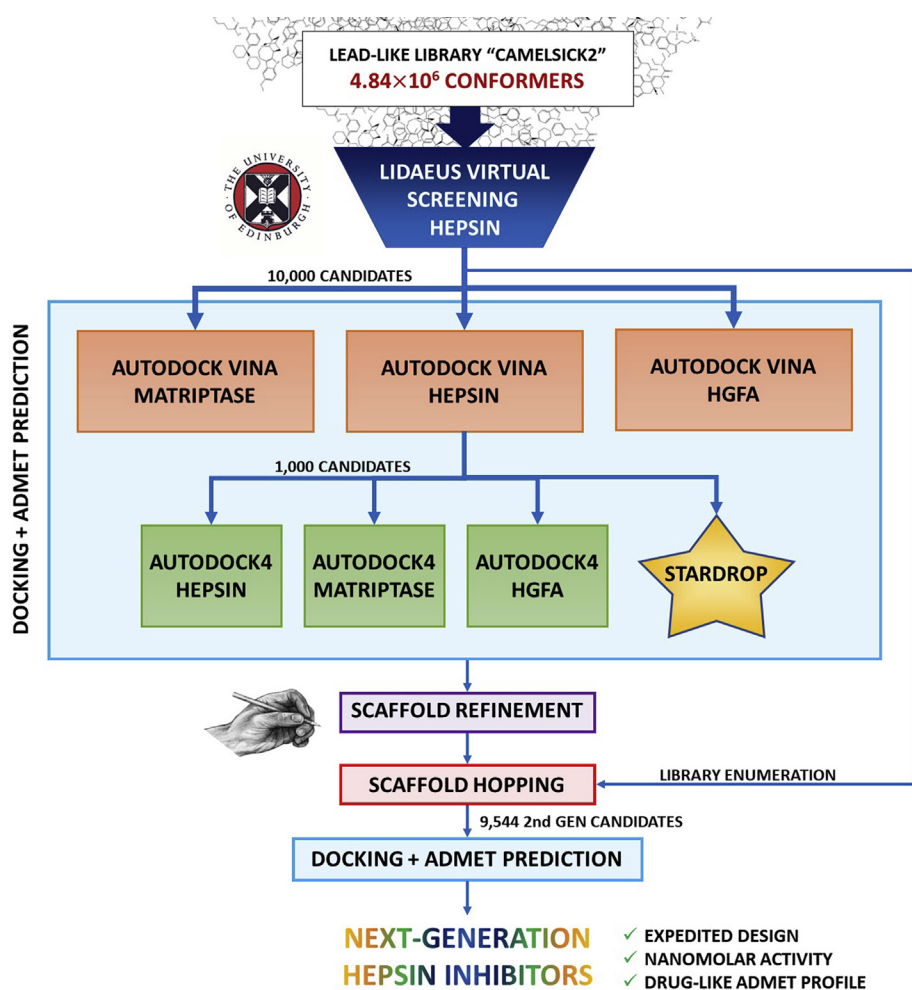 LEAD-LIKE LIBRARY “CAMELSICK2”
4.84×10⁶ CONFORMERS
THE UNIVERSITY OF EDINBURGH
LIDAEUS VIRTUAL
SCREENING
HEPSIN
10,000 CANDIDATES
DOCKING + ADMET PREDICTION
AUTODOCK VINA
MATRIPTASE
AUTODOCK VINA
HEPSIN
AUTODOCK VINA
HGFA
1,000 CANDIDATES
AUTODOCK4
HEPSIN
AUTODOCK4
MATRIPTASE
AUTODOCK4
HGFA
STARDROP
SCAFFOLD REFINEMENT
SCAFFOLD HOPPING
LIBRARY ENUMERATION
9,544 2nd GEN CANDIDATES
DOCKING + ADMET PREDICTION
NEXT-GENERATION
HEPSIN INHIBITORS
✓ EXPEDITED DESIGN
✓ NANOMOLAR ACTIVITY
✓ DRUG-LIKE ADMET PROFILE